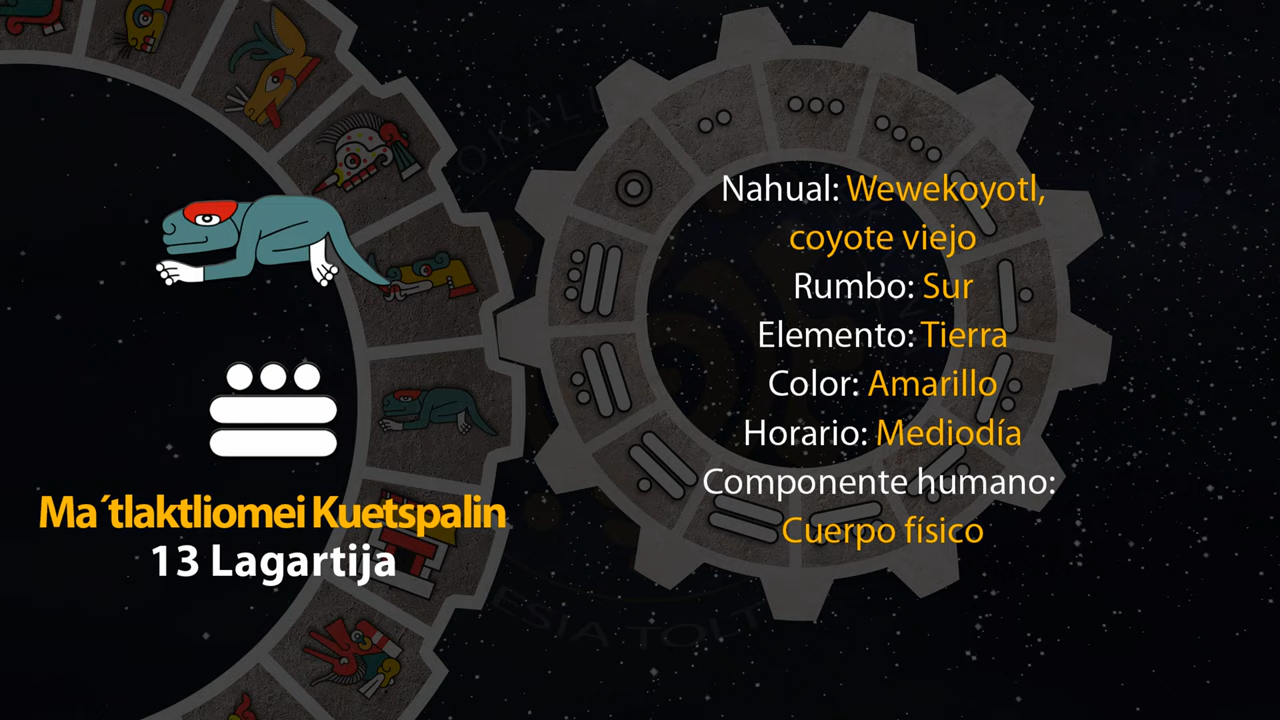 Nahual: Wewekoyotl,
coyote viejo
Rumbo: Sur
Elemento: Tierra
Color: Amarillo
Horario: Mediodía
Componente humano:
Cuerpo físico
Ma´tlaktliomei Kuetspalin
13 Lagartija